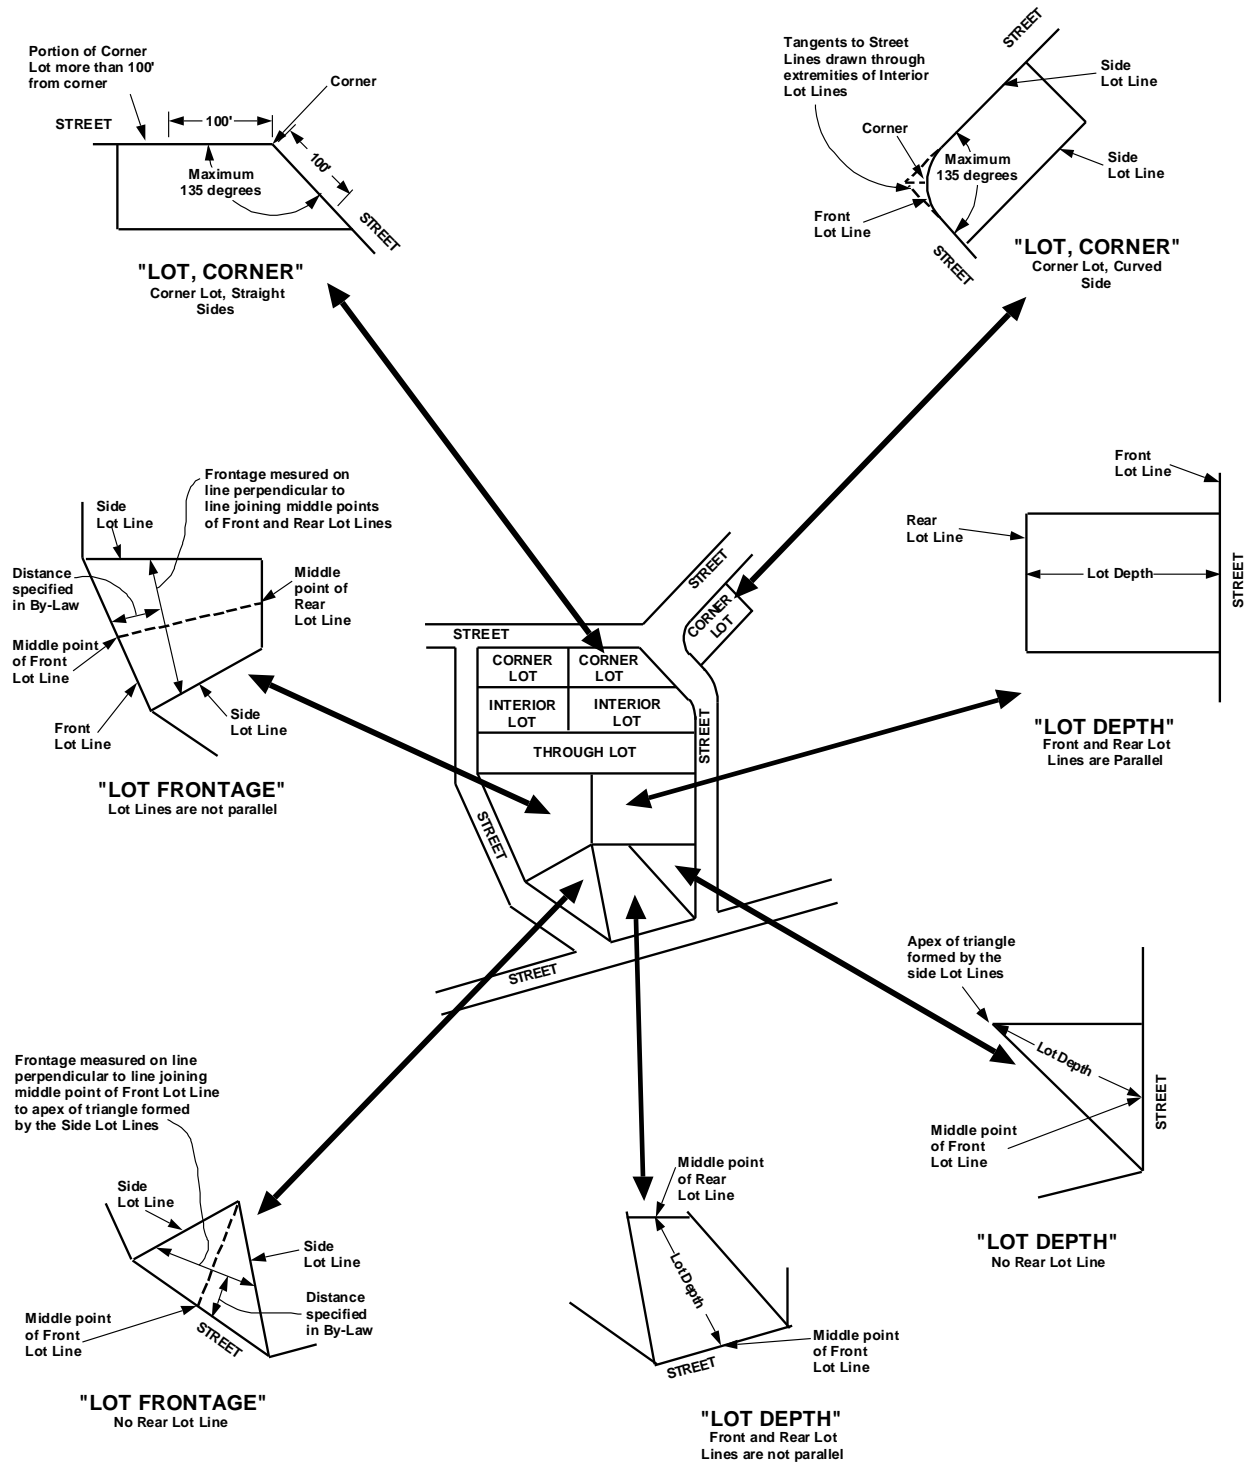 Portion of Corner
Lot more than 100'
from corner
Corner
STREET
100'
100'
Maximum
135 degrees
STREET
"LOT, CORNER"
Corner Lot, Straight
Sides
STREET
Tangents to Street
Lines drawn through
extremities of Interior
Lot Lines
Side
Lot Line
Corner
Maximum
135 degrees
Side
Lot Line
Front
Lot Line
STREET
"LOT, CORNER"
Corner Lot, Curved
Side
Frontage mesured on
line perpendicular to
line joining middle points
of Front and Rear Lot Lines
Side
Lot Line
Distance
specified
in By-Law
Middle
point of
Rear
Lot Line
Middle point
of Front
Lot Line
Front
Lot Line
Side
Lot Line
"LOT FRONTAGE"
Lot Lines are not parallel
Front
Lot Line
Rear
Lot Line
Lot Depth
STREET
"LOT DEPTH"
Front and Rear Lot
Lines are Parallel
STREET
STREET
CORNER
LOT
CORNER
LOT
CORNER
LOT
INTERIOR
LOT
INTERIOR
LOT
STREET
THROUGH LOT
STREET
STREET
Apex of triangle
formed by the
side Lot Lines
Lot Depth
STREET
Middle point
of Front
Lot Line
"LOT DEPTH"
No Rear Lot Line
Frontage measured on line
perpendicular to line joining
middle point of Front Lot Line
to apex of triangle formed
by the Side Lot Lines
Side
Lot Line
Side
Lot Line
Distance
specified
in By-Law
Middle point
of Front
Lot Line
STREET
"LOT FRONTAGE"
No Rear Lot Line
Middle point
of Rear
Lot Line
Lot Depth
Middle point
of Front
Lot Line
STREET
"LOT DEPTH"
Front and Rear Lot
Lines are not parallel